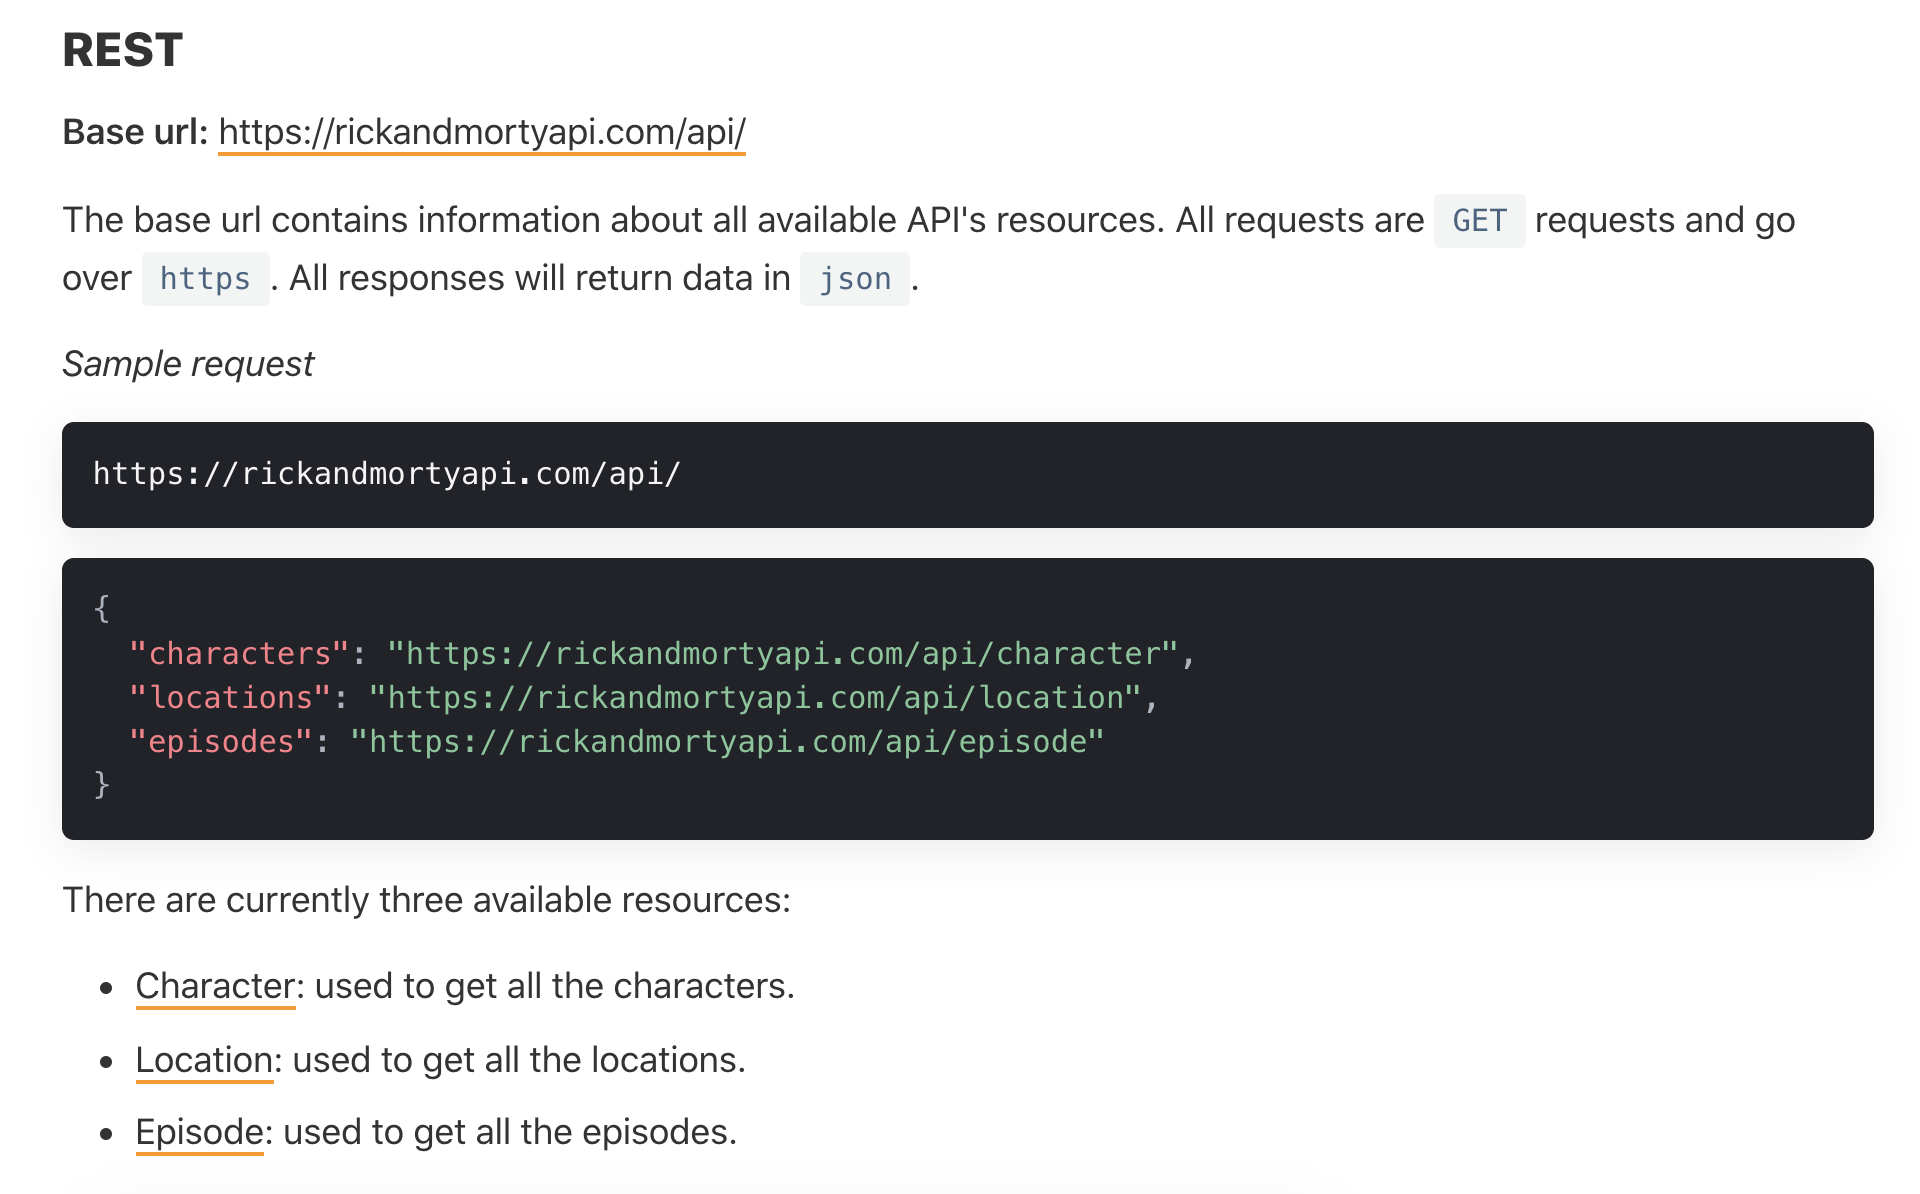 REST
Base url: https://rickandmortyapi.com/api/
The base url contains information about all available API's resources. All requests are GET requests and go
over https. All responses will return data in json.
Sample request
https://rickandmortyapi.com/api/
{
  "characters": "https://rickandmortyapi.com/api/character",
  "locations": "https://rickandmortyapi.com/api/location",
  "episodes": "https://rickandmortyapi.com/api/episode"
}
There are currently three available resources:
• Character: used to get all the characters.
• Location: used to get all the locations.
• Episode: used to get all the episodes.